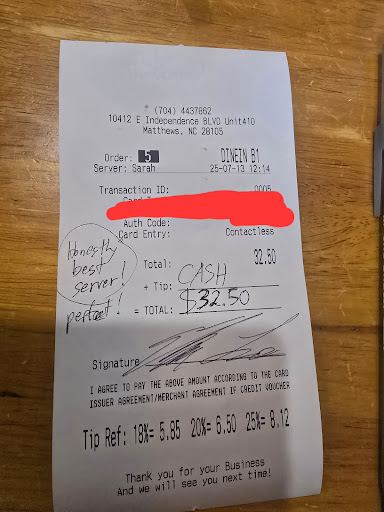 (704) 4437862
10412 E Independence BLVD Unit410
Matthews, NC 28105
Order: 5 DINEIN B1
Server: Sarah 25-07-13 12:14
Transaction ID: 0005
Auth Code:
Card Entry: Contactless
Total: 32.50
Honestly
best
server!
perfect!
+ Tip: CASH
= TOTAL: $32.50
Signature
I AGREE TO PAY THE ABOVE AMOUNT ACCORDING TO THE CARD
ISSUER AGREEMENT/MERCHANT AGREEMENT IF CREDIT VOUCHER
Tip Ref: 18%= 5.85 20%= 6.50 25%= 8.12
Thank you for your Business
And we will see you next time!